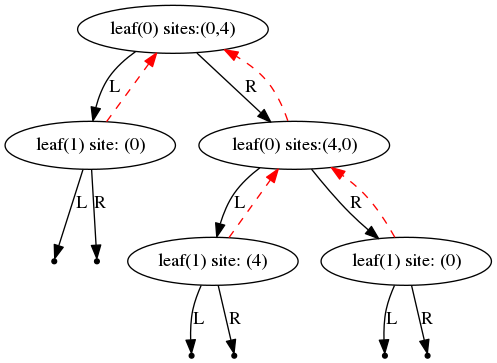 leaf(0) sites:(0,4)
L
R
leaf(1) site: (0)
leaf(0) sites:(4,0)
L
R
L
R
leaf(1) site: (4)
leaf(1) site: (0)
L
R
L
R